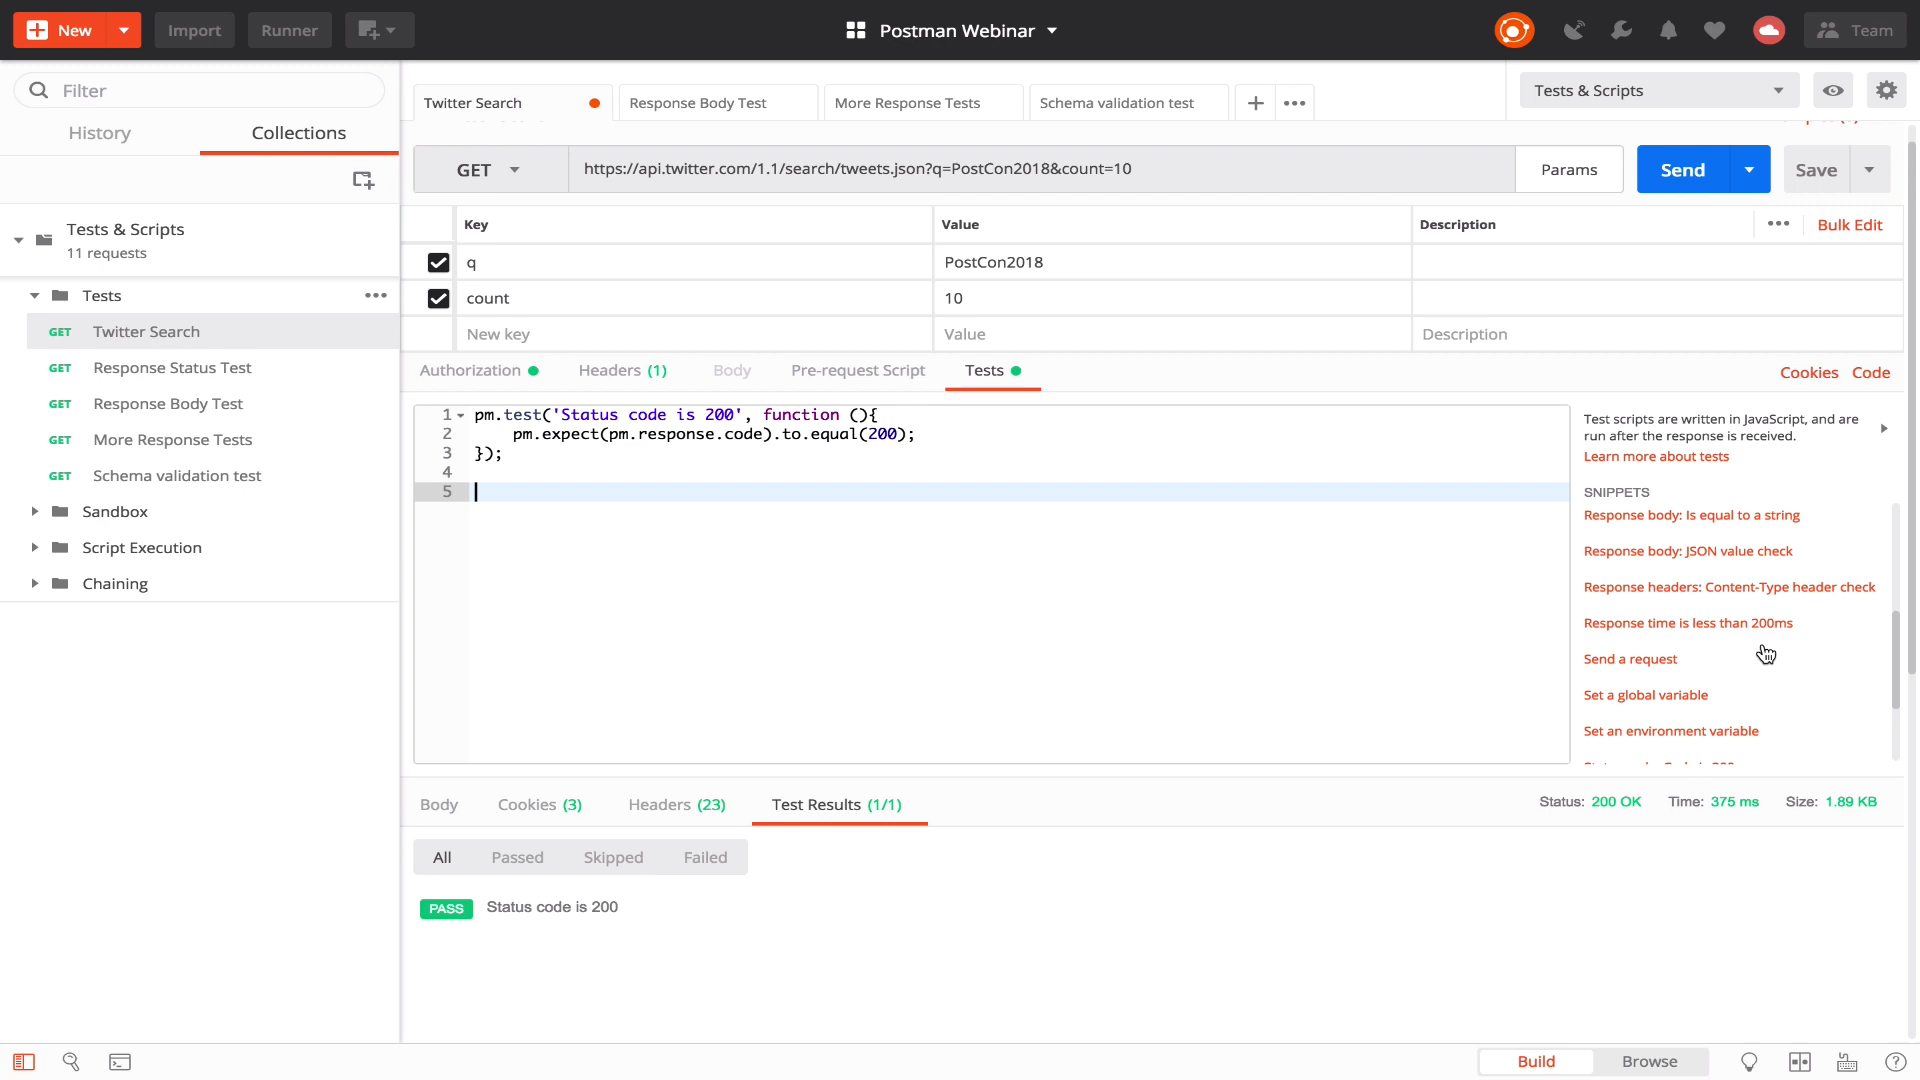 New
Import
Runner
Postman Webinar
Team
Filter
History
Collections
Tests & Scripts
11 requests
Tests
GET Twitter Search
GET Response Status Test
GET Response Body Test
GET More Response Tests
GET Schema validation test
Sandbox
Script Execution
Chaining
Twitter Search
Response Body Test
More Response Tests
Schema validation test
Tests & Scripts
GET
https://api.twitter.com/1.1/search/tweets.json?q=PostCon2018&count=10
Params
Send
Save
Key Value Description
Bulk Edit
q PostCon2018
count 10
New key Value Description
Authorization Headers (1) Body Pre-request Script Tests
Cookies Code
1 pm.test('Status code is 200', function (){
2 pm.expect(pm.response.code).to.equal(200);
3 });
4
5
Test scripts are written in JavaScript, and are
run after the response is received.
Learn more about tests
SNIPPETS
Response body: Is equal to a string
Response body: JSON value check
Response headers: Content-Type header check
Response time is less than 200ms
Send a request
Set a global variable
Set an environment variable
Body Cookies (3) Headers (23) Test Results (1/1)
Status: 200 OK Time: 375 ms Size: 1.89 KB
All Passed Skipped Failed
PASS Status code is 200
Build Browse